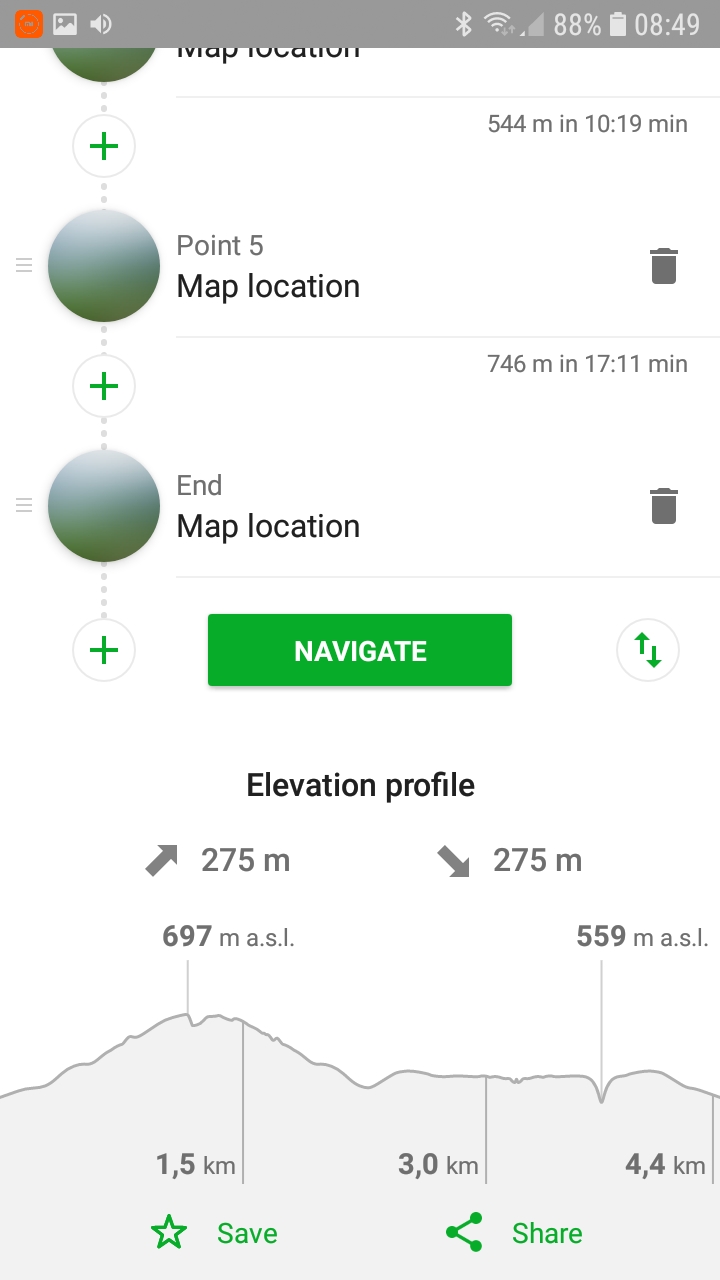 88% 08:49
Map location
544 m in 10:19 min
Point 5
Map location
746 m in 17:11 min
End
Map location
NAVIGATE
Elevation profile
275 m 275 m
697 m a.s.l. 559 m a.s.l.
1,5 km 3,0 km 4,4 km
Save Share